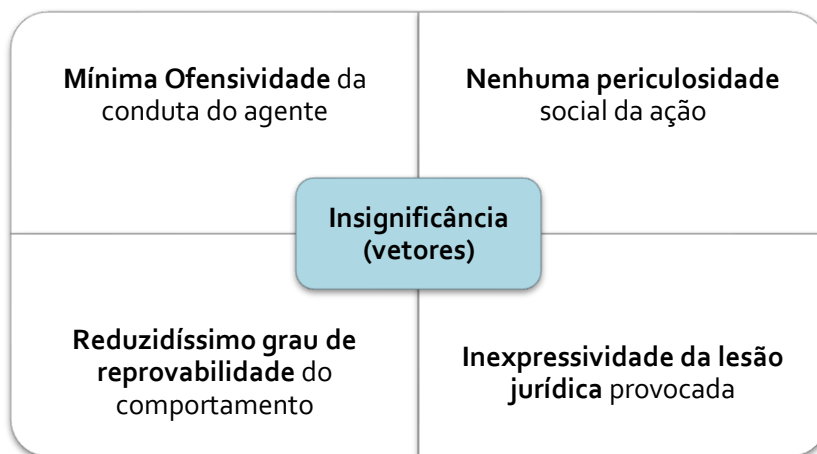 Mínima Ofensividade da
conduta do agente
Nenhuma periculosidade
social da ação
Insignificância
(vetores)
Reduzidíssimo grau de
reprovabilidade do
comportamento
Inexpressividade da lesão
jurídica provocada